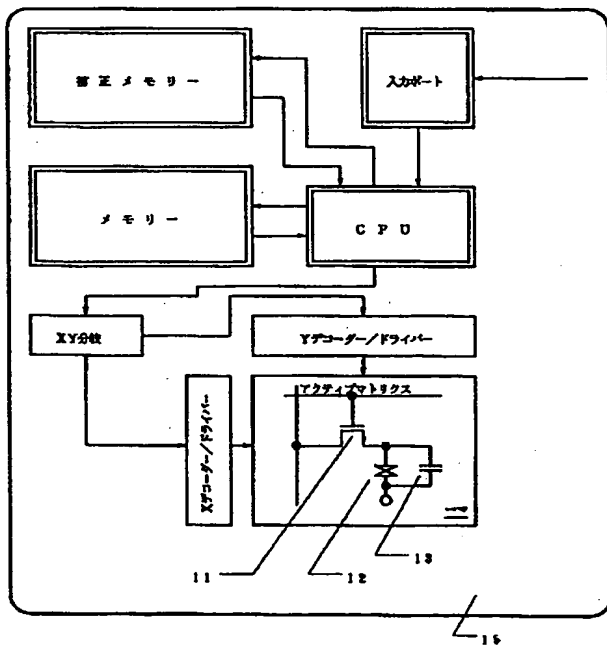 補正メモリー
入力ポート
メモリー
CPU
XY分岐
Yデコーダー/ドライバー
Xデコーダー/ドライバー
アクティブマトリクス
11
12
13
15